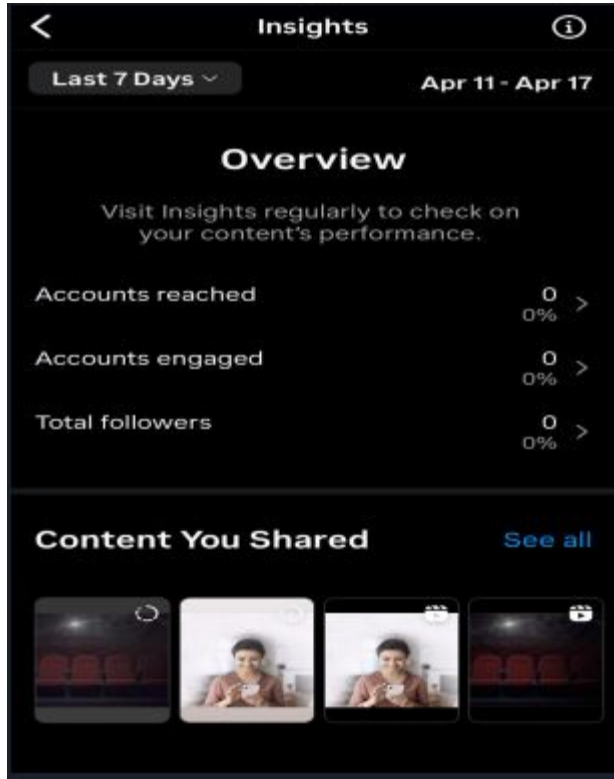 Insights
Last 7 Days
Apr 11 - Apr 17
Overview
Visit Insights regularly to check on
your content's performance.
Accounts reached
0
0%
Accounts engaged
0
0%
Total followers
0
0%
Content You Shared
See all